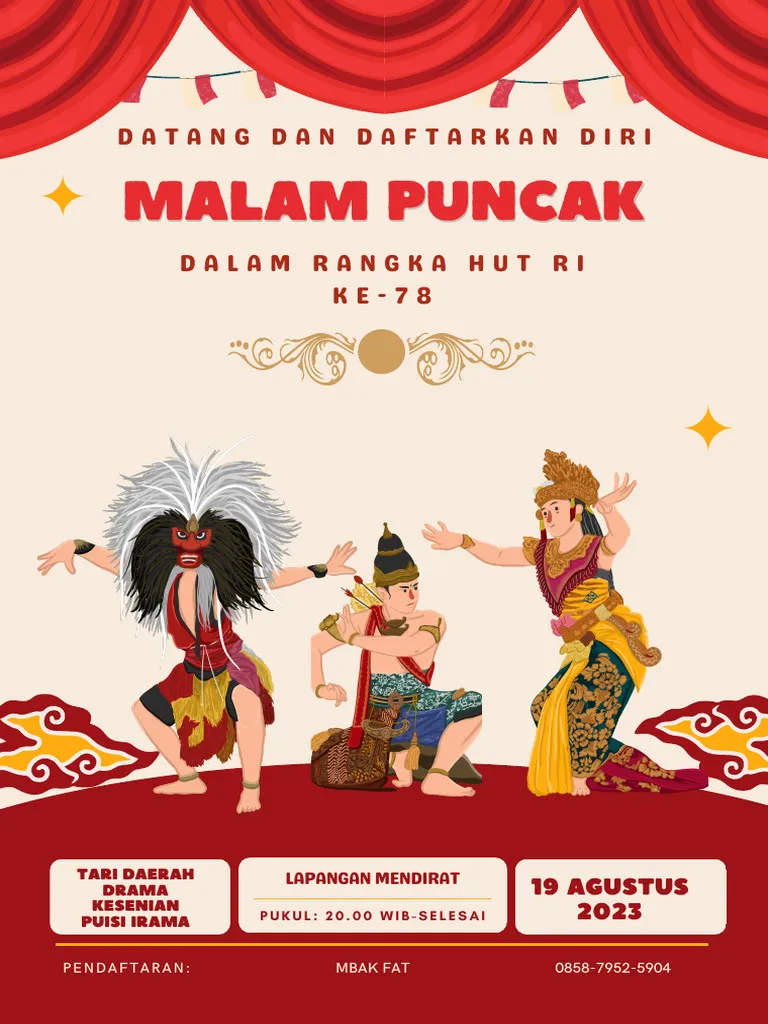 DATANG DAN DAFTARKAN DIRI
MALAM PUNCAK
DALAM RANGKA HUT RI
KE-78
TARI DAERAH
DRAMA
KESENIAN
PUISI IRAMA
LAPANGAN MENDIRAT
PUKUL: 20.00 WIB-SELESAI
19 AGUSTUS
2023
PENDAFTARAN:
MBAK FAT
0858-7952-5904